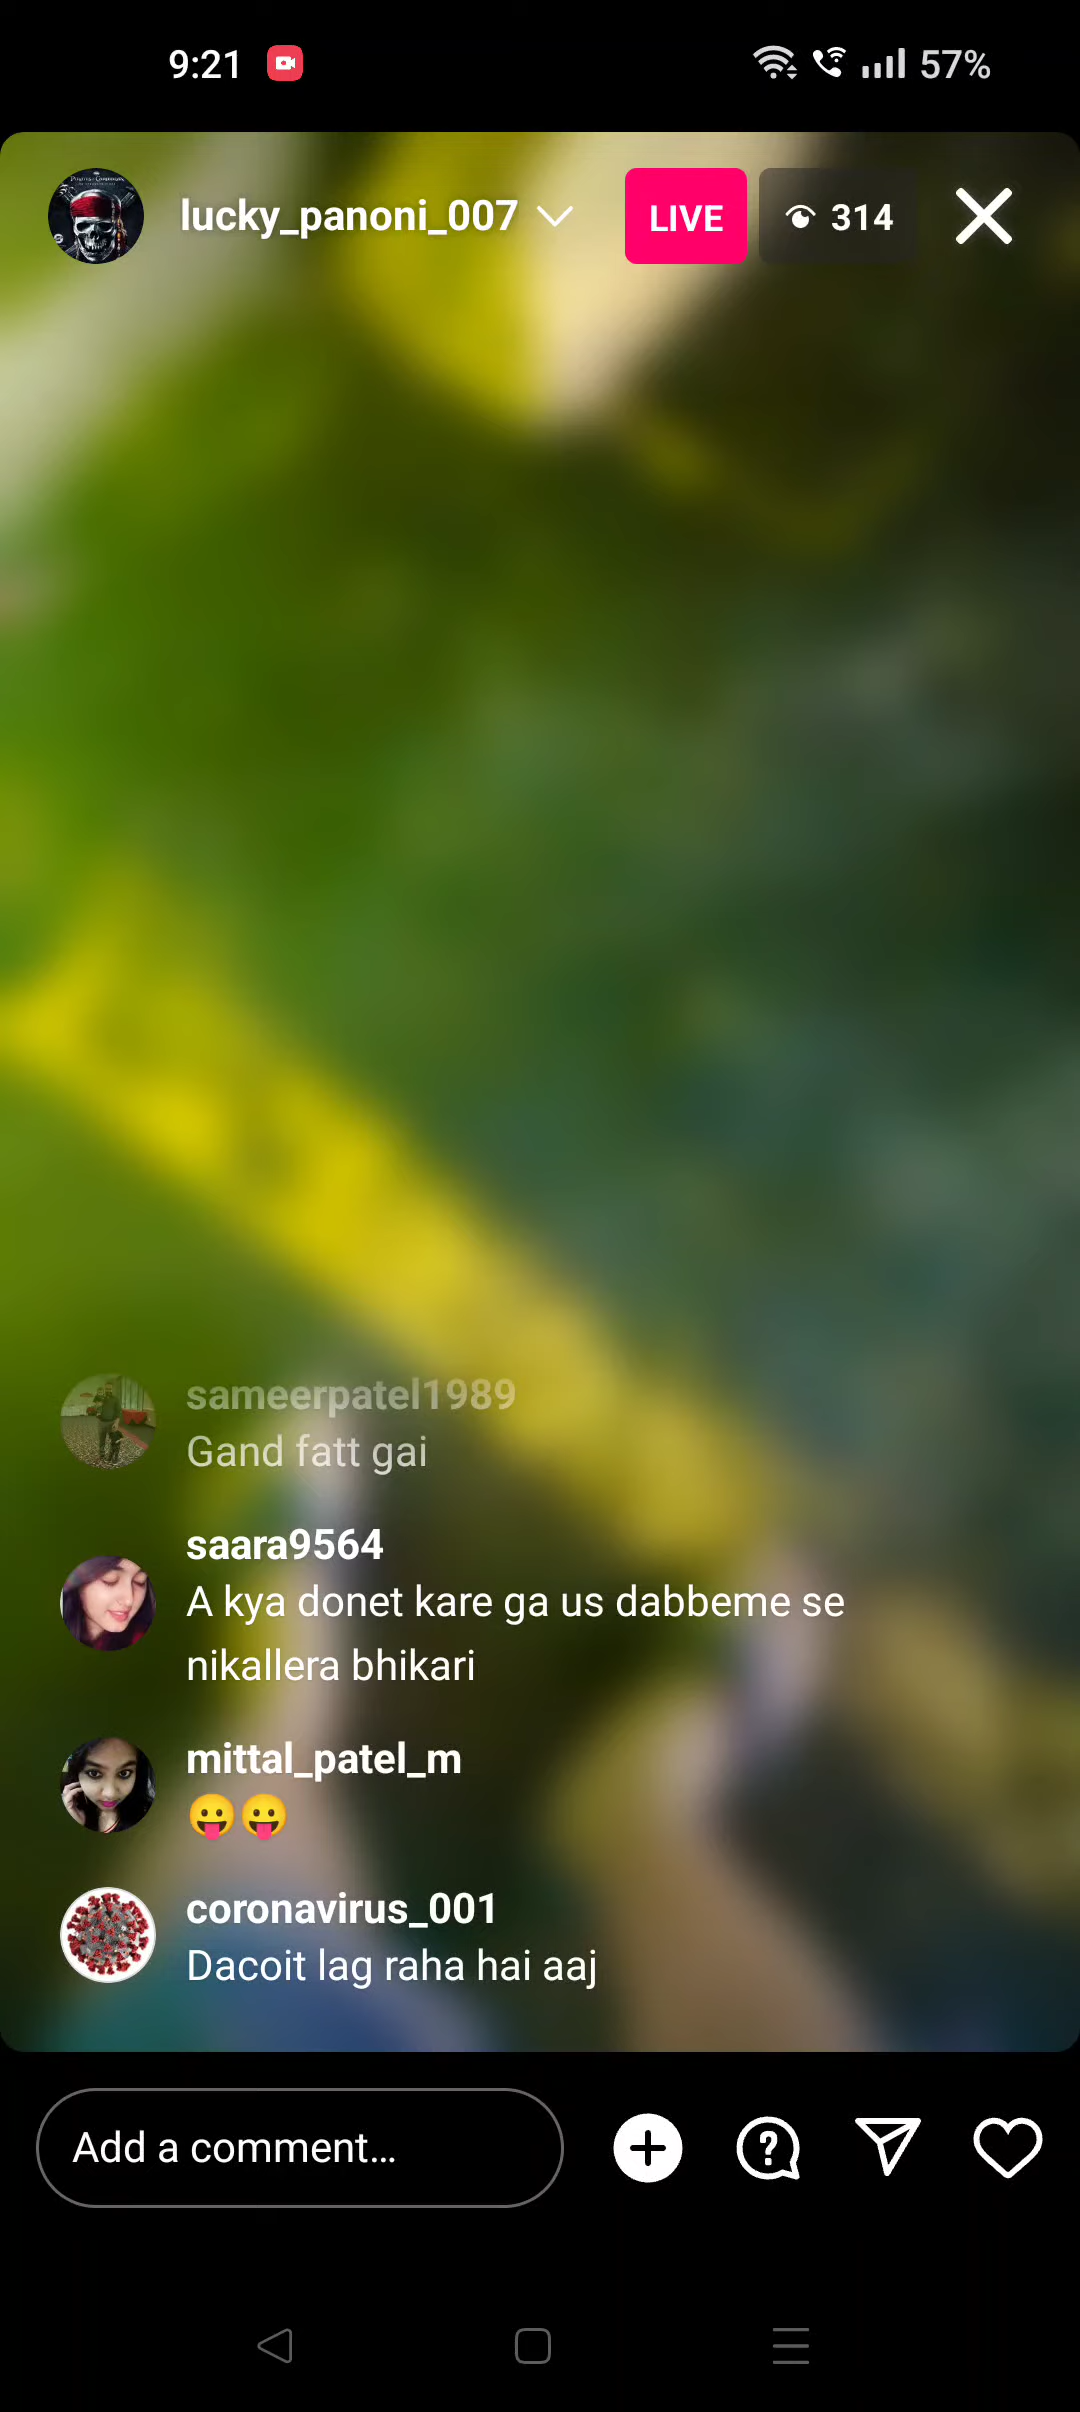 9:21
57%
lucky_panoni_007
LIVE
314
sameerpatel1989
Gand fatt gai
saara9564
A kya donet kare ga us dabbeme se
nikallera bhikari
mittal_patel_m
😛😛
coronavirus_001
Dacoit lag raha hai aaj
Add a comment...